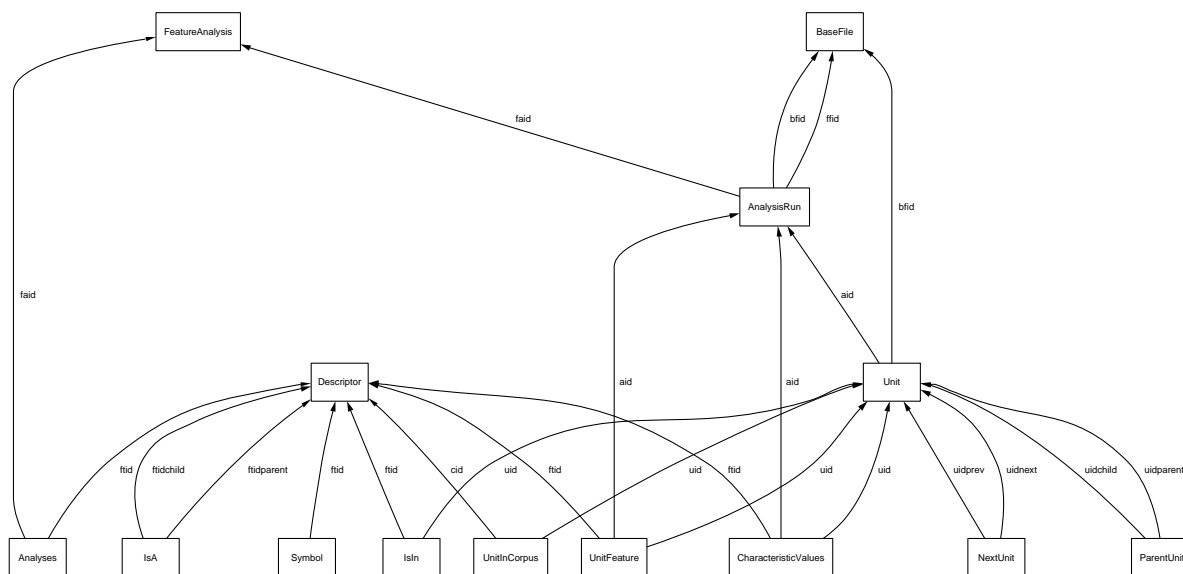 FeatureAnalysis
BaseFile
faid
bfid
ffid
AnalysisRun
bfid
faid
aid
Descriptor
Unit
aid
aid
ftid
ftidchild
ftidparent
ftid
ftid
cid
uid
ftid
uid
ftid
uid
uid
uidprev
uidnext
uidchild
uidparent
Analyses
IsA
Symbol
IsIn
UnitInCorpus
UnitFeature
CharacteristicValues
NextUnit
ParentUnit